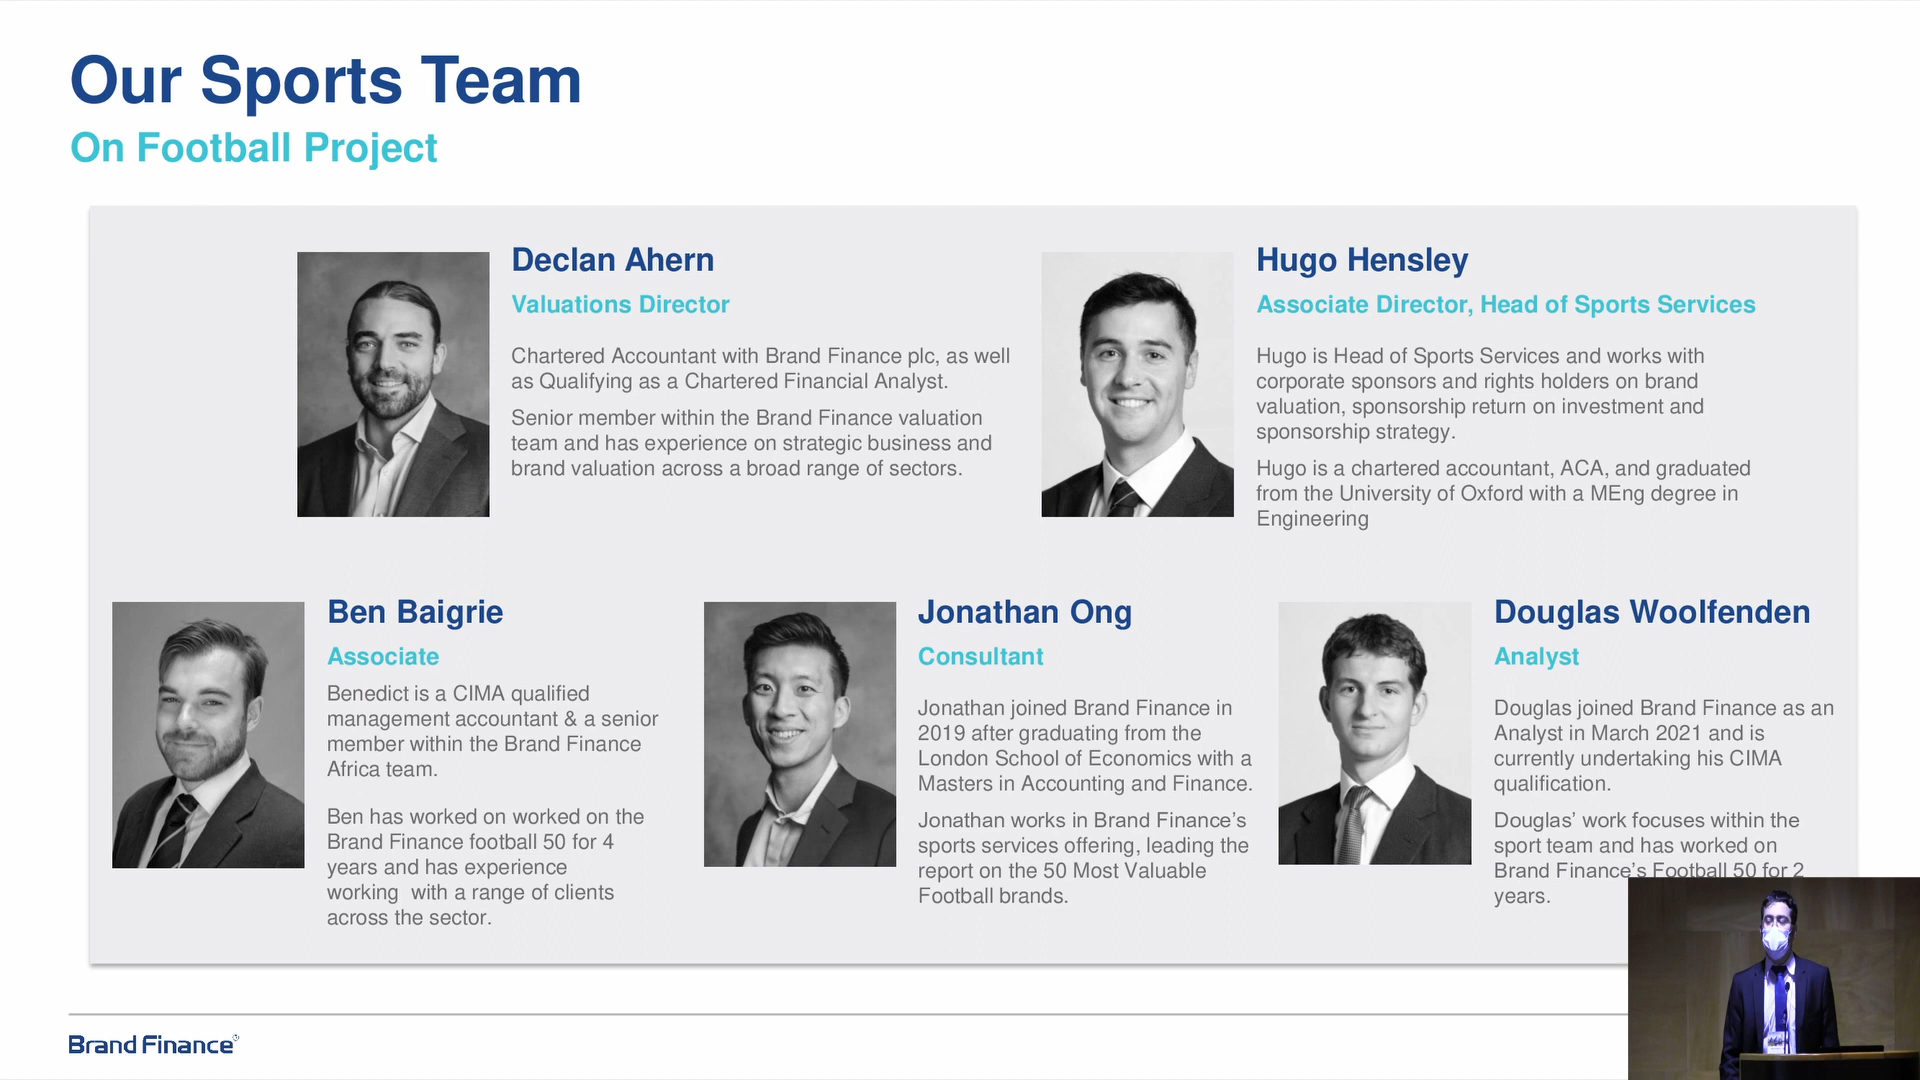 Our Sports Team
On Football Project
Declan Ahern
Valuations Director
Chartered Accountant with Brand Finance plc, as well
as Qualifying as a Chartered Financial Analyst.
Senior member within the Brand Finance valuation
team and has experience on strategic business and
brand valuation across a broad range of sectors.
Hugo Hensley
Associate Director, Head of Sports Services
Hugo is Head of Sports Services and works with
corporate sponsors and rights holders on brand
valuation, sponsorship return on investment and
sponsorship strategy.
Hugo is a chartered accountant, ACA, and graduated
from the University of Oxford with a MEng degree in
Engineering
Ben Baigrie
Associate
Benedict is a CIMA qualified
management accountant & a senior
member within the Brand Finance
Africa team.
Ben has worked on worked on the
Brand Finance football 50 for 4
years and has experience
working  with a range of clients
across the sector.
Jonathan Ong
Consultant
Jonathan joined Brand Finance in
2019 after graduating from the
London School of Economics with a
Masters in Accounting and Finance.
Jonathan works in Brand Finance's
sports services offering, leading the
report on the 50 Most Valuable
Football brands.
Douglas Woolfenden
Analyst
Douglas joined Brand Finance as an
Analyst in March 2021 and is
currently undertaking his CIMA
qualification.
Douglas' work focuses within the
sport team and has worked on
Brand Finance's Football 50 for 2
years.
Brand Finance®